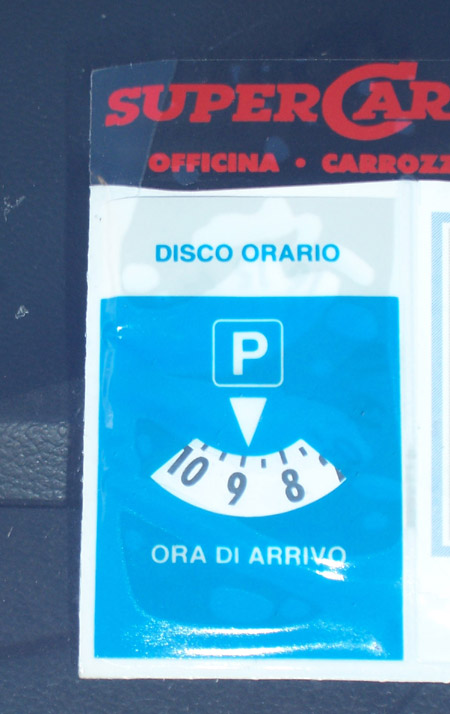 SUPERCAR
OFFICINA • CARROZZ
DISCO ORARIO
P
10 9 8
ORA DI ARRIVO